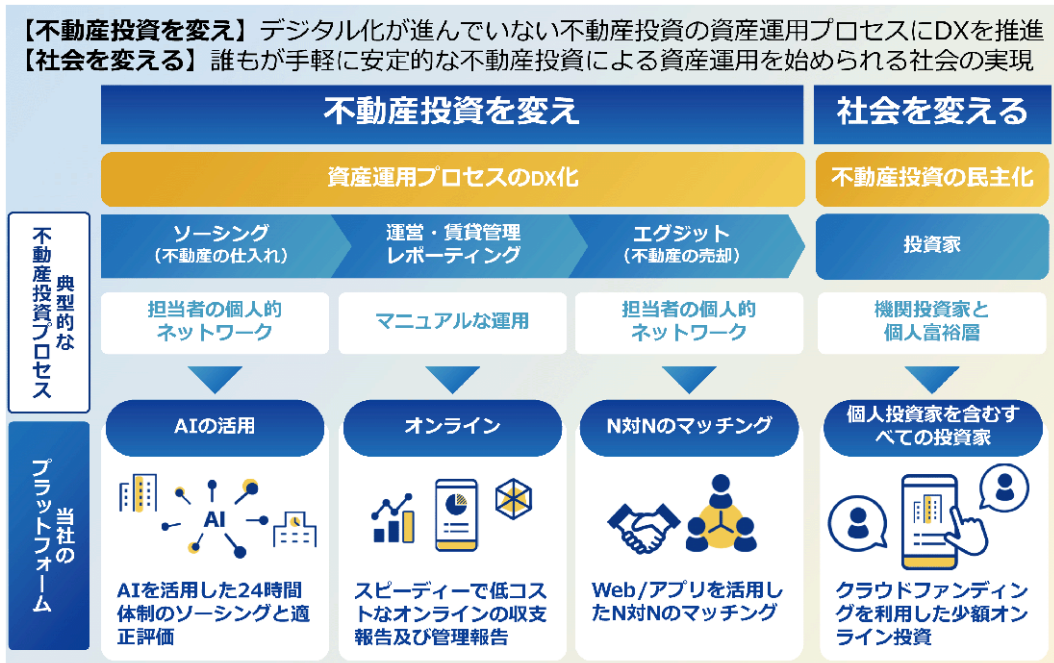 【不動産投資を変え】デジタル化が進んでいない不動産投資の資産運用プロセスにDXを推進
【社会を変える】誰もが手軽に安定的な不動産投資による資産運用を始められる社会の実現
不動産投資を変え
社会を変える
資産運用プロセスのDX化
不動産投資の民主化
典型的な
不動産投資プロセス
ソーシング
（不動産の仕入れ）
運営・賃貸管理
レポーティング
エグジット
（不動産の売却）
投資家
担当者の個人的
ネットワーク
マニュアルな運用
担当者の個人的
ネットワーク
機関投資家と
個人富裕層
当社の
プラットフォーム
AIの活用
オンライン
N対Nのマッチング
個人投資家を含むす
べての投資家
AI
AIを活用した24時間
体制のソーシングと適
正評価
スピーディーで低コス
トなオンラインの収支
報告及び管理報告
Web/アプリを活用し
たN対Nのマッチング
クラウドファンディン
グを利用した少額オン
ライン投資